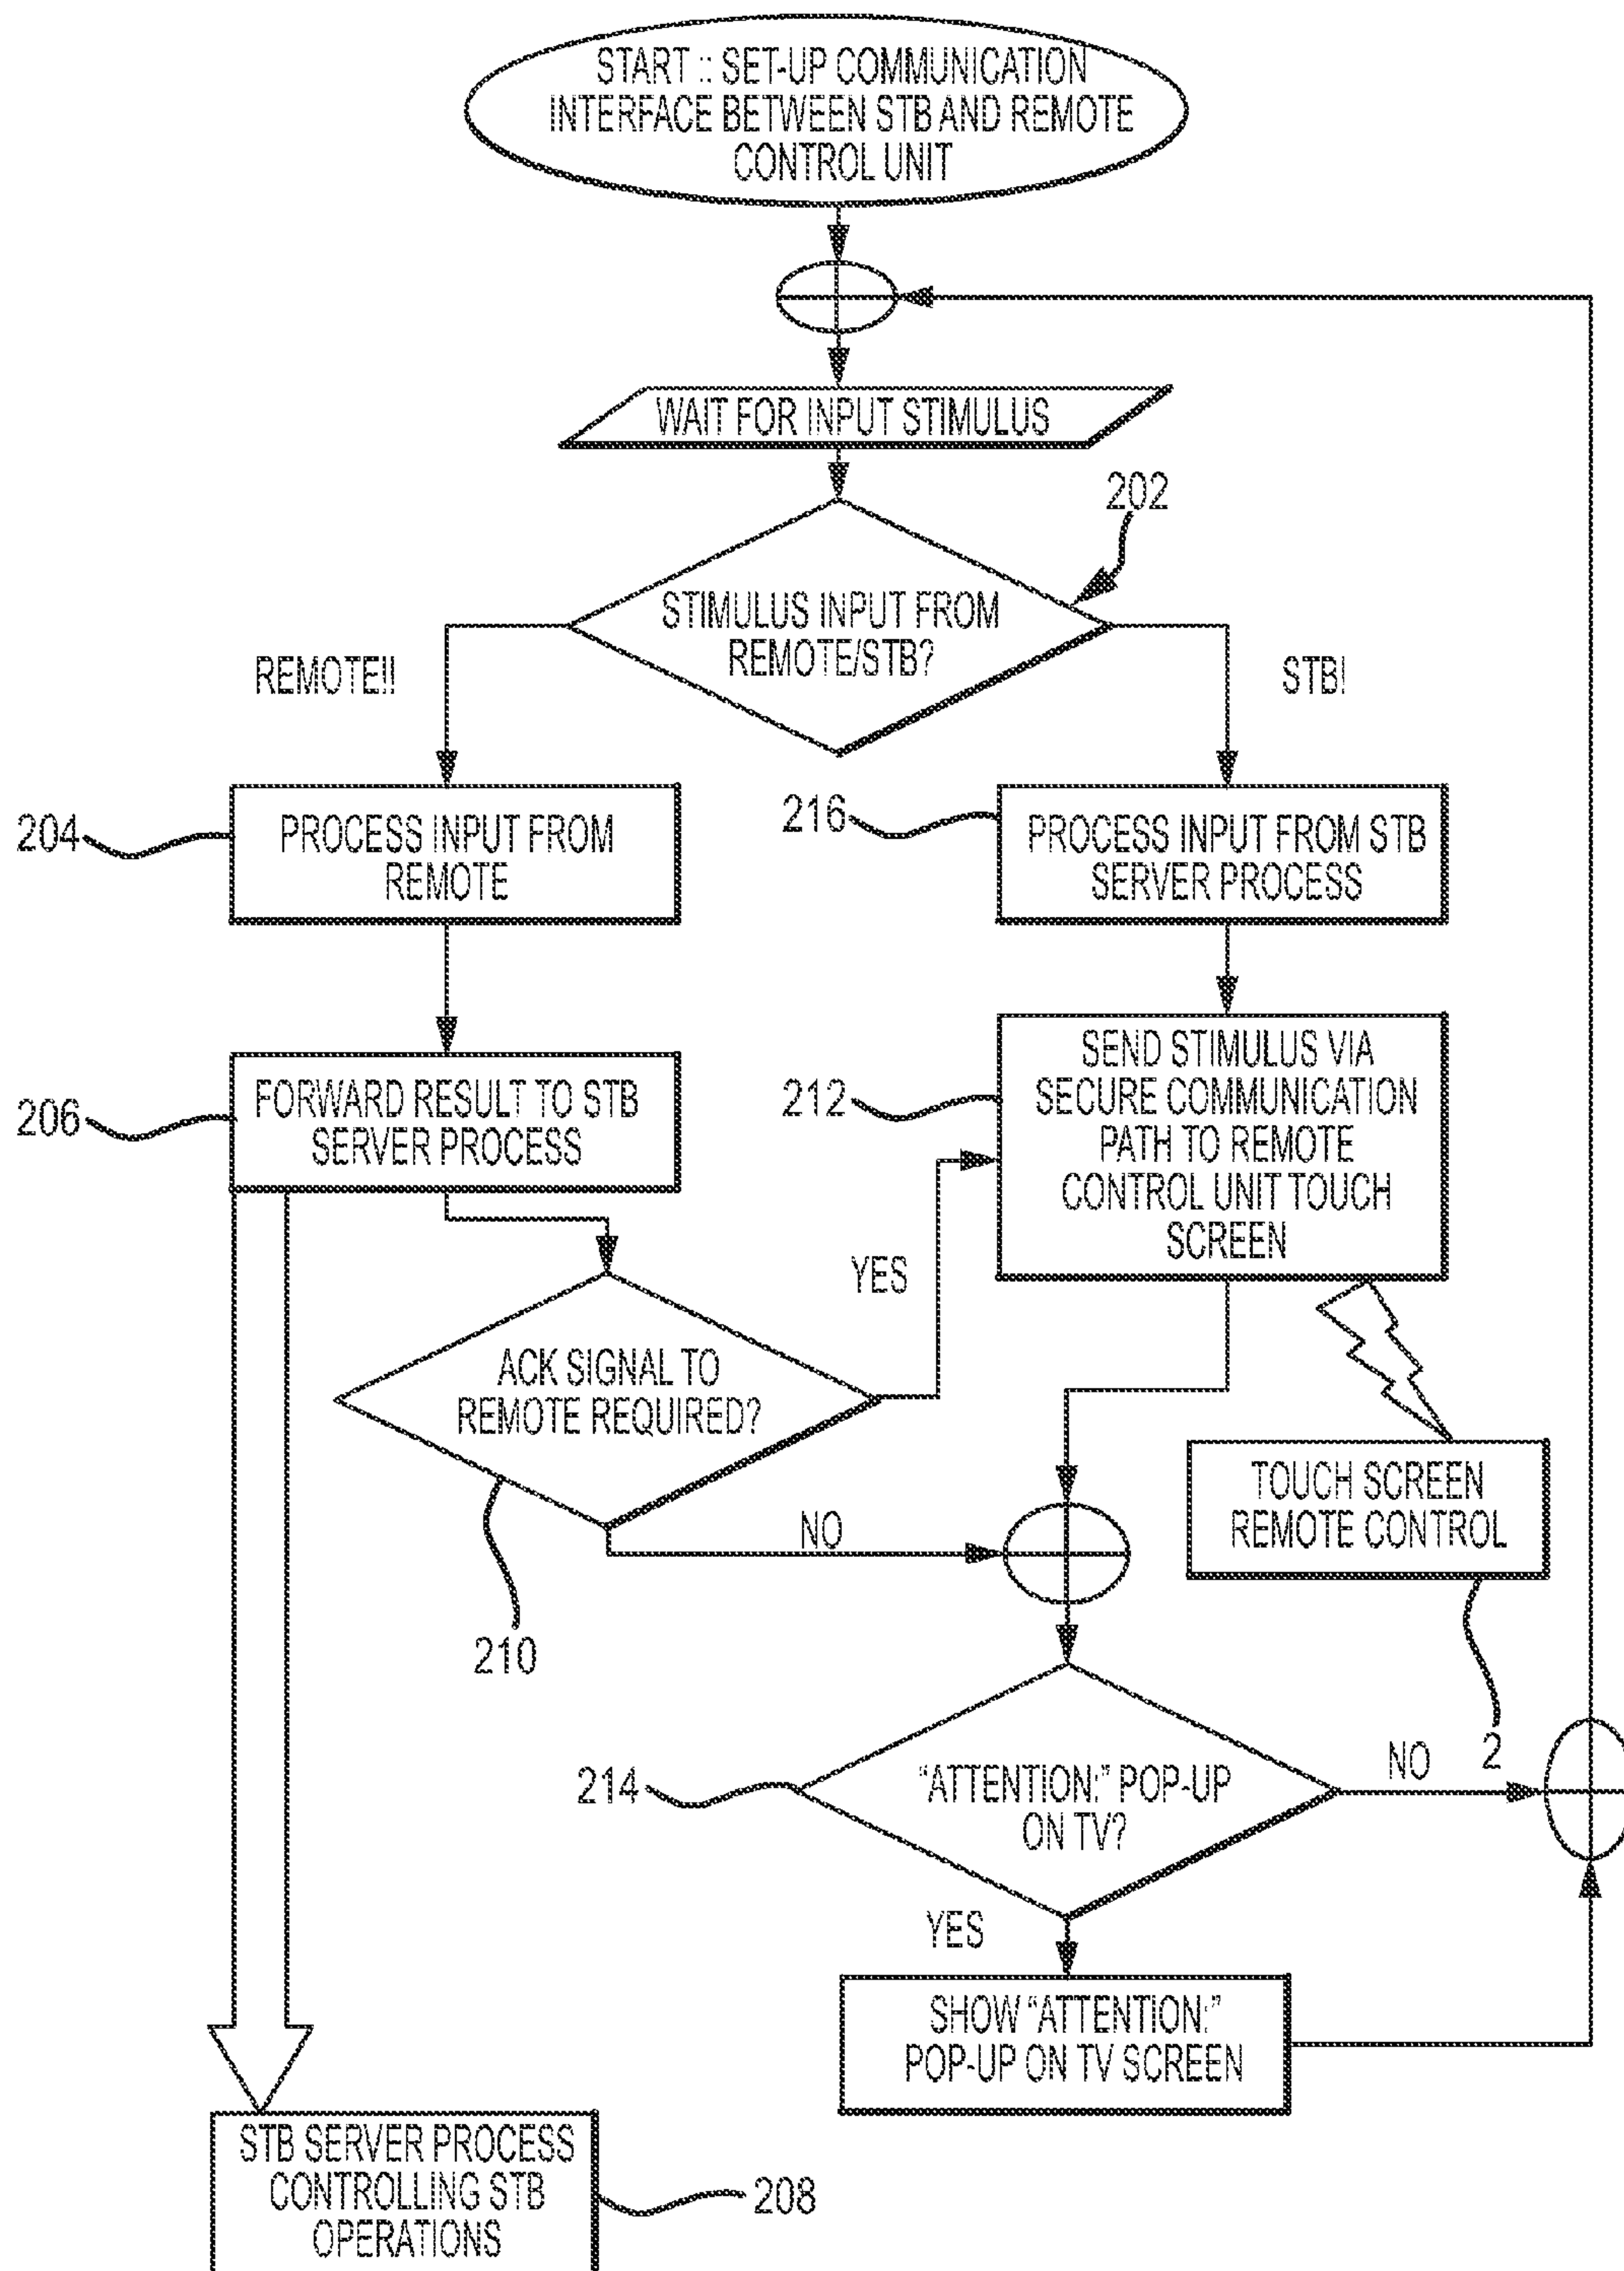 START :: SET-UP COMMUNICATION
INTERFACE BETWEEN STB AND REMOTE
CONTROL UNIT
WAIT FOR INPUT STIMULUS
202
STIMULUS INPUT FROM
REMOTE/STB?
REMOTE!!
STB!
204
PROCESS INPUT FROM
REMOTE
216
PROCESS INPUT FROM STB
SERVER PROCESS
206
FORWARD RESULT TO STB
SERVER PROCESS
212
SEND STIMULUS VIA
SECURE COMMUNICATION
PATH TO REMOTE
CONTROL UNIT TOUCH
SCREEN
YES
ACK SIGNAL TO
REMOTE REQUIRED?
210
NO
TOUCH SCREEN
REMOTE CONTROL
2
214
"ATTENTION:" POP-UP
ON TV?
NO
YES
SHOW "ATTENTION:"
POP-UP ON TV SCREEN
STB SERVER PROCESS
CONTROLLING STB
OPERATIONS
208